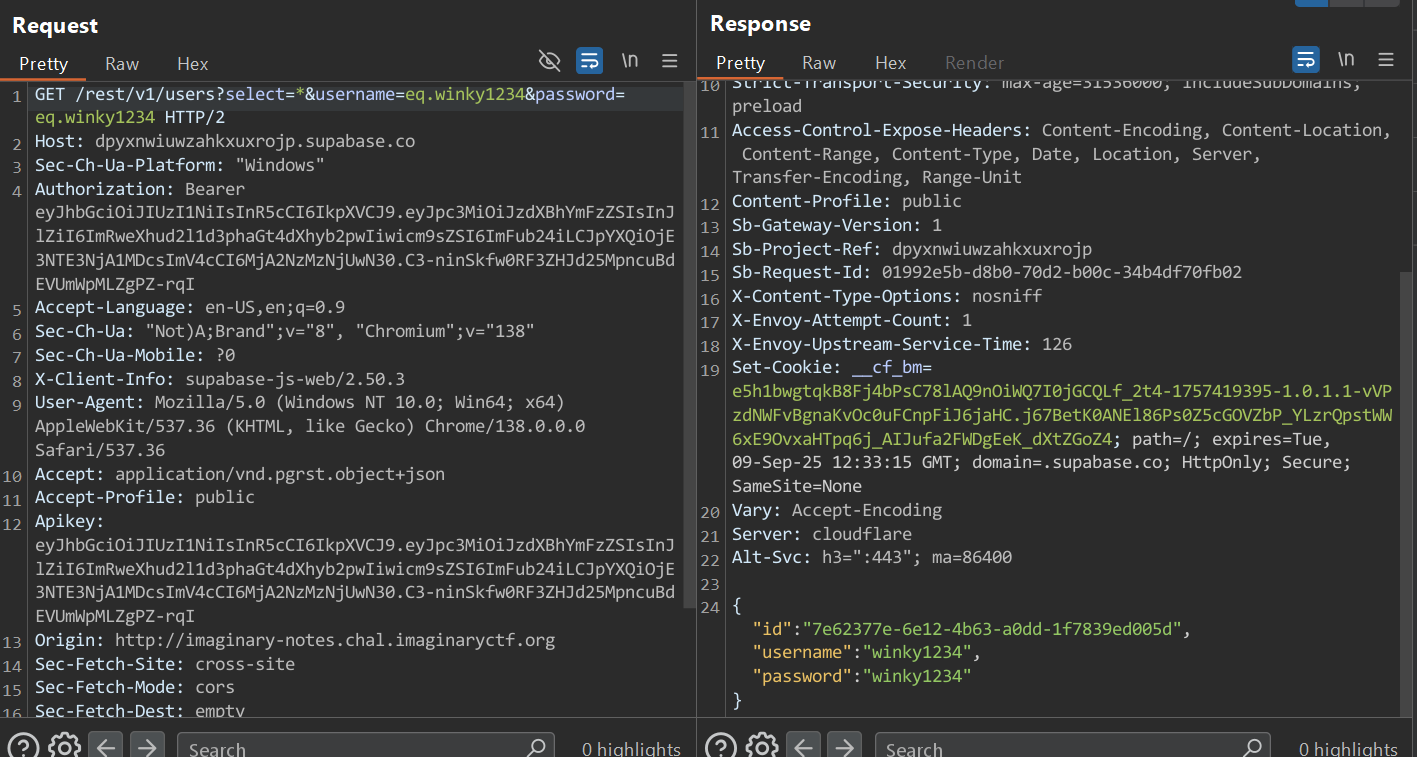 Request
Pretty Raw Hex
\n
1 GET /rest/v1/users?select=*&username=eq.winky1234&password=
eq.winky1234 HTTP/2
2 Host: dpyxnwiuwzahkxuxrojp.supabase.co
3 Sec-Ch-Ua-Platform: "Windows"
4 Authorization: Bearer
eyJhbGciOiJIUzI1NiIsInR5cCI6IkpXVCJ9.eyJpc3MiOiJzdXBhYmFzZSIsInJ
lZiI6ImRweXhud2l1d3phaGt4dXhyb2pwIiwicm9sZSI6ImFub24iLCJpYXQiOjE
3NTE3NjA1MDcsImV4cCI6MjA2NzMzNjUwN30.C3-ninSkfw0RF3ZHJd25MpncuBd
EVUmWpMLZgPZ-rqI
5 Accept-Language: en-US,en;q=0.9
6 Sec-Ch-Ua: "Not)A;Brand";v="8", "Chromium";v="138"
7 Sec-Ch-Ua-Mobile: ?0
8 X-Client-Info: supabase-js-web/2.50.3
9 User-Agent: Mozilla/5.0 (Windows NT 10.0; Win64; x64)
AppleWebKit/537.36 (KHTML, like Gecko) Chrome/138.0.0.0
Safari/537.36
10 Accept: application/vnd.pgrst.object+json
11 Accept-Profile: public
12 Apikey:
eyJhbGciOiJIUzI1NiIsInR5cCI6IkpXVCJ9.eyJpc3MiOiJzdXBhYmFzZSIsInJ
lZiI6ImRweXhud2l1d3phaGt4dXhyb2pwIiwicm9sZSI6ImFub24iLCJpYXQiOjE
3NTE3NjA1MDcsImV4cCI6MjA2NzMzNjUwN30.C3-ninSkfw0RF3ZHJd25MpncuBd
EVUmWpMLZgPZ-rqI
13 Origin: http://imaginary-notes.chal.imaginaryctf.org
14 Sec-Fetch-Site: cross-site
15 Sec-Fetch-Mode: cors
16 Sec-Fetch-Dest: empty
Search 0 highlights
Response
Pretty Raw Hex Render
\n
10 Strict-Transport-Security: max-age=31536000; includeSubDomains;
preload
11 Access-Control-Expose-Headers: Content-Encoding, Content-Location,
Content-Range, Content-Type, Date, Location, Server,
Transfer-Encoding, Range-Unit
12 Content-Profile: public
13 Sb-Gateway-Version: 1
14 Sb-Project-Ref: dpyxnwiuwzahkxuxrojp
15 Sb-Request-Id: 01992e5b-d8b0-70d2-b00c-34b4df70fb02
16 X-Content-Type-Options: nosniff
17 X-Envoy-Attempt-Count: 1
18 X-Envoy-Upstream-Service-Time: 126
19 Set-Cookie: __cf_bm=
e5h1bwgtqkB8Fj4bPsC78lAQ9nOiWQ7I0jGCQLf_2t4-1757419395-1.0.1.1-vVP
zdNWFvBgnaKvOc0uFCnpFiJ6jaHC.j67BetK0ANEl86Ps0Z5cGOVZbP_YLzrQpstWW
6xE9OvxaHTpq6j_AIJufa2FWDgEeK_dXtZGoZ4; path=/; expires=Tue,
09-Sep-25 12:33:15 GMT; domain=.supabase.co; HttpOnly; Secure;
SameSite=None
20 Vary: Accept-Encoding
21 Server: cloudflare
22 Alt-Svc: h3=":443"; ma=86400
23
24 {
"id":"7e62377e-6e12-4b63-a0dd-1f7839ed005d",
"username":"winky1234",
"password":"winky1234"
}
Search 0 highlights